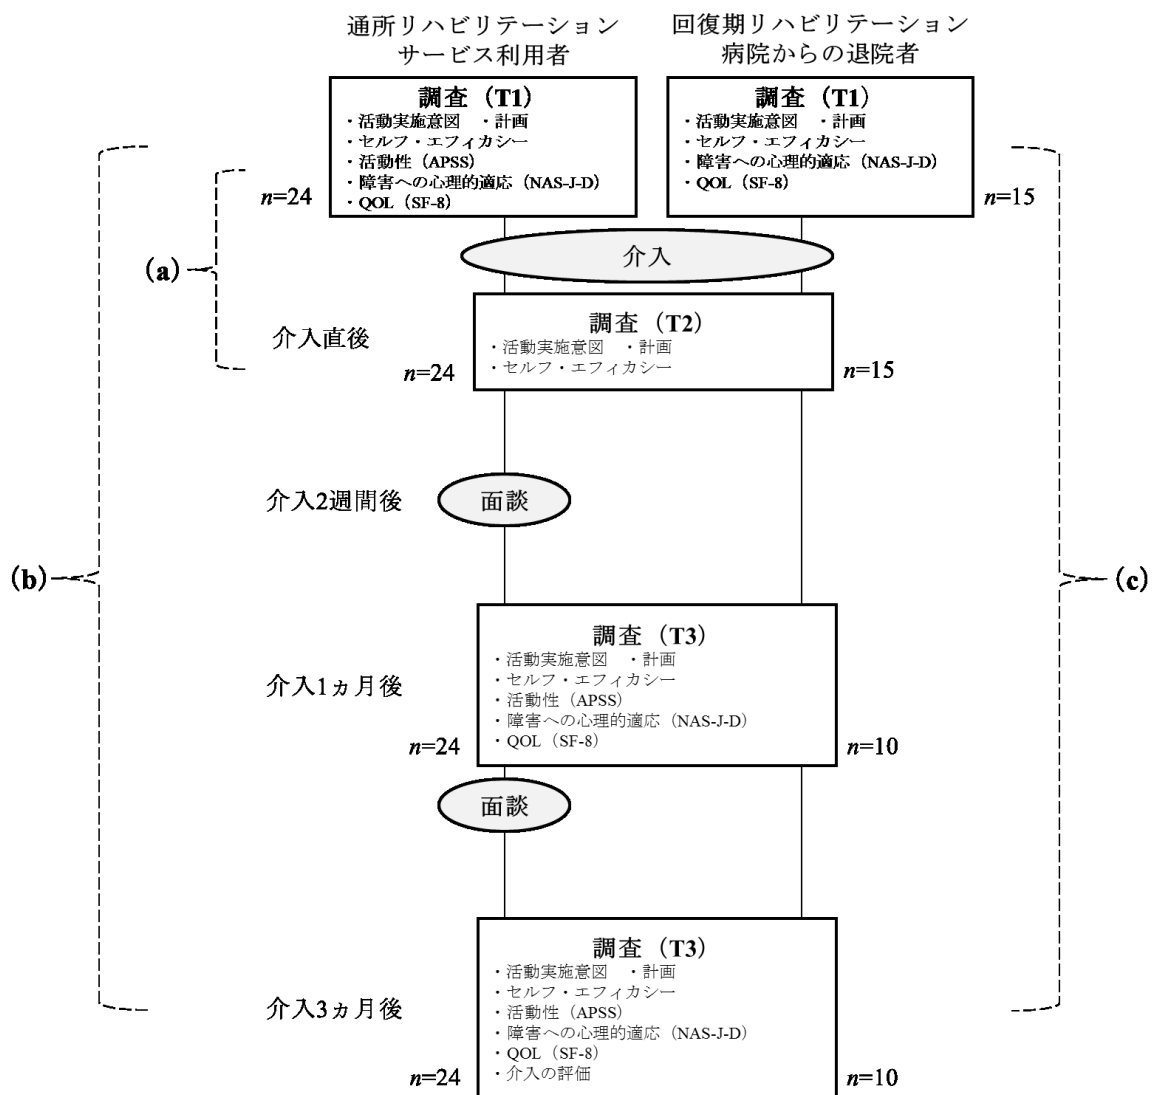 通所リハビリテーション
サービス利用者
回復期リハビリテーション
病院からの退院者
調査(T1)
・活動実施意図 ・計画
・セルフ・エフィカシー
・活動性(APSS)
・障害への心理的適応(NAS-J-D)
・QOL(SF-8)
n=24
調査(T1)
・活動実施意図 ・計画
・セルフ・エフィカシー
・障害への心理的適応(NAS-J-D)
・QOL(SF-8)
n=15
介入
(a)
介入直後
調査(T2)
・活動実施意図 ・計画
・セルフ・エフィカシー
n=24
n=15
介入2週間後
面談
(b)
(c)
介入1ヵ月後
調査(T3)
・活動実施意図 ・計画
・セルフ・エフィカシー
・活動性(APSS)
・障害への心理的適応(NAS-J-D)
・QOL(SF-8)
n=24
n=10
面談
介入3ヵ月後
調査(T3)
・活動実施意図 ・計画
・セルフ・エフィカシー
・活動性(APSS)
・障害への心理的適応(NAS-J-D)
・QOL(SF-8)
・介入の評価
n=24
n=10